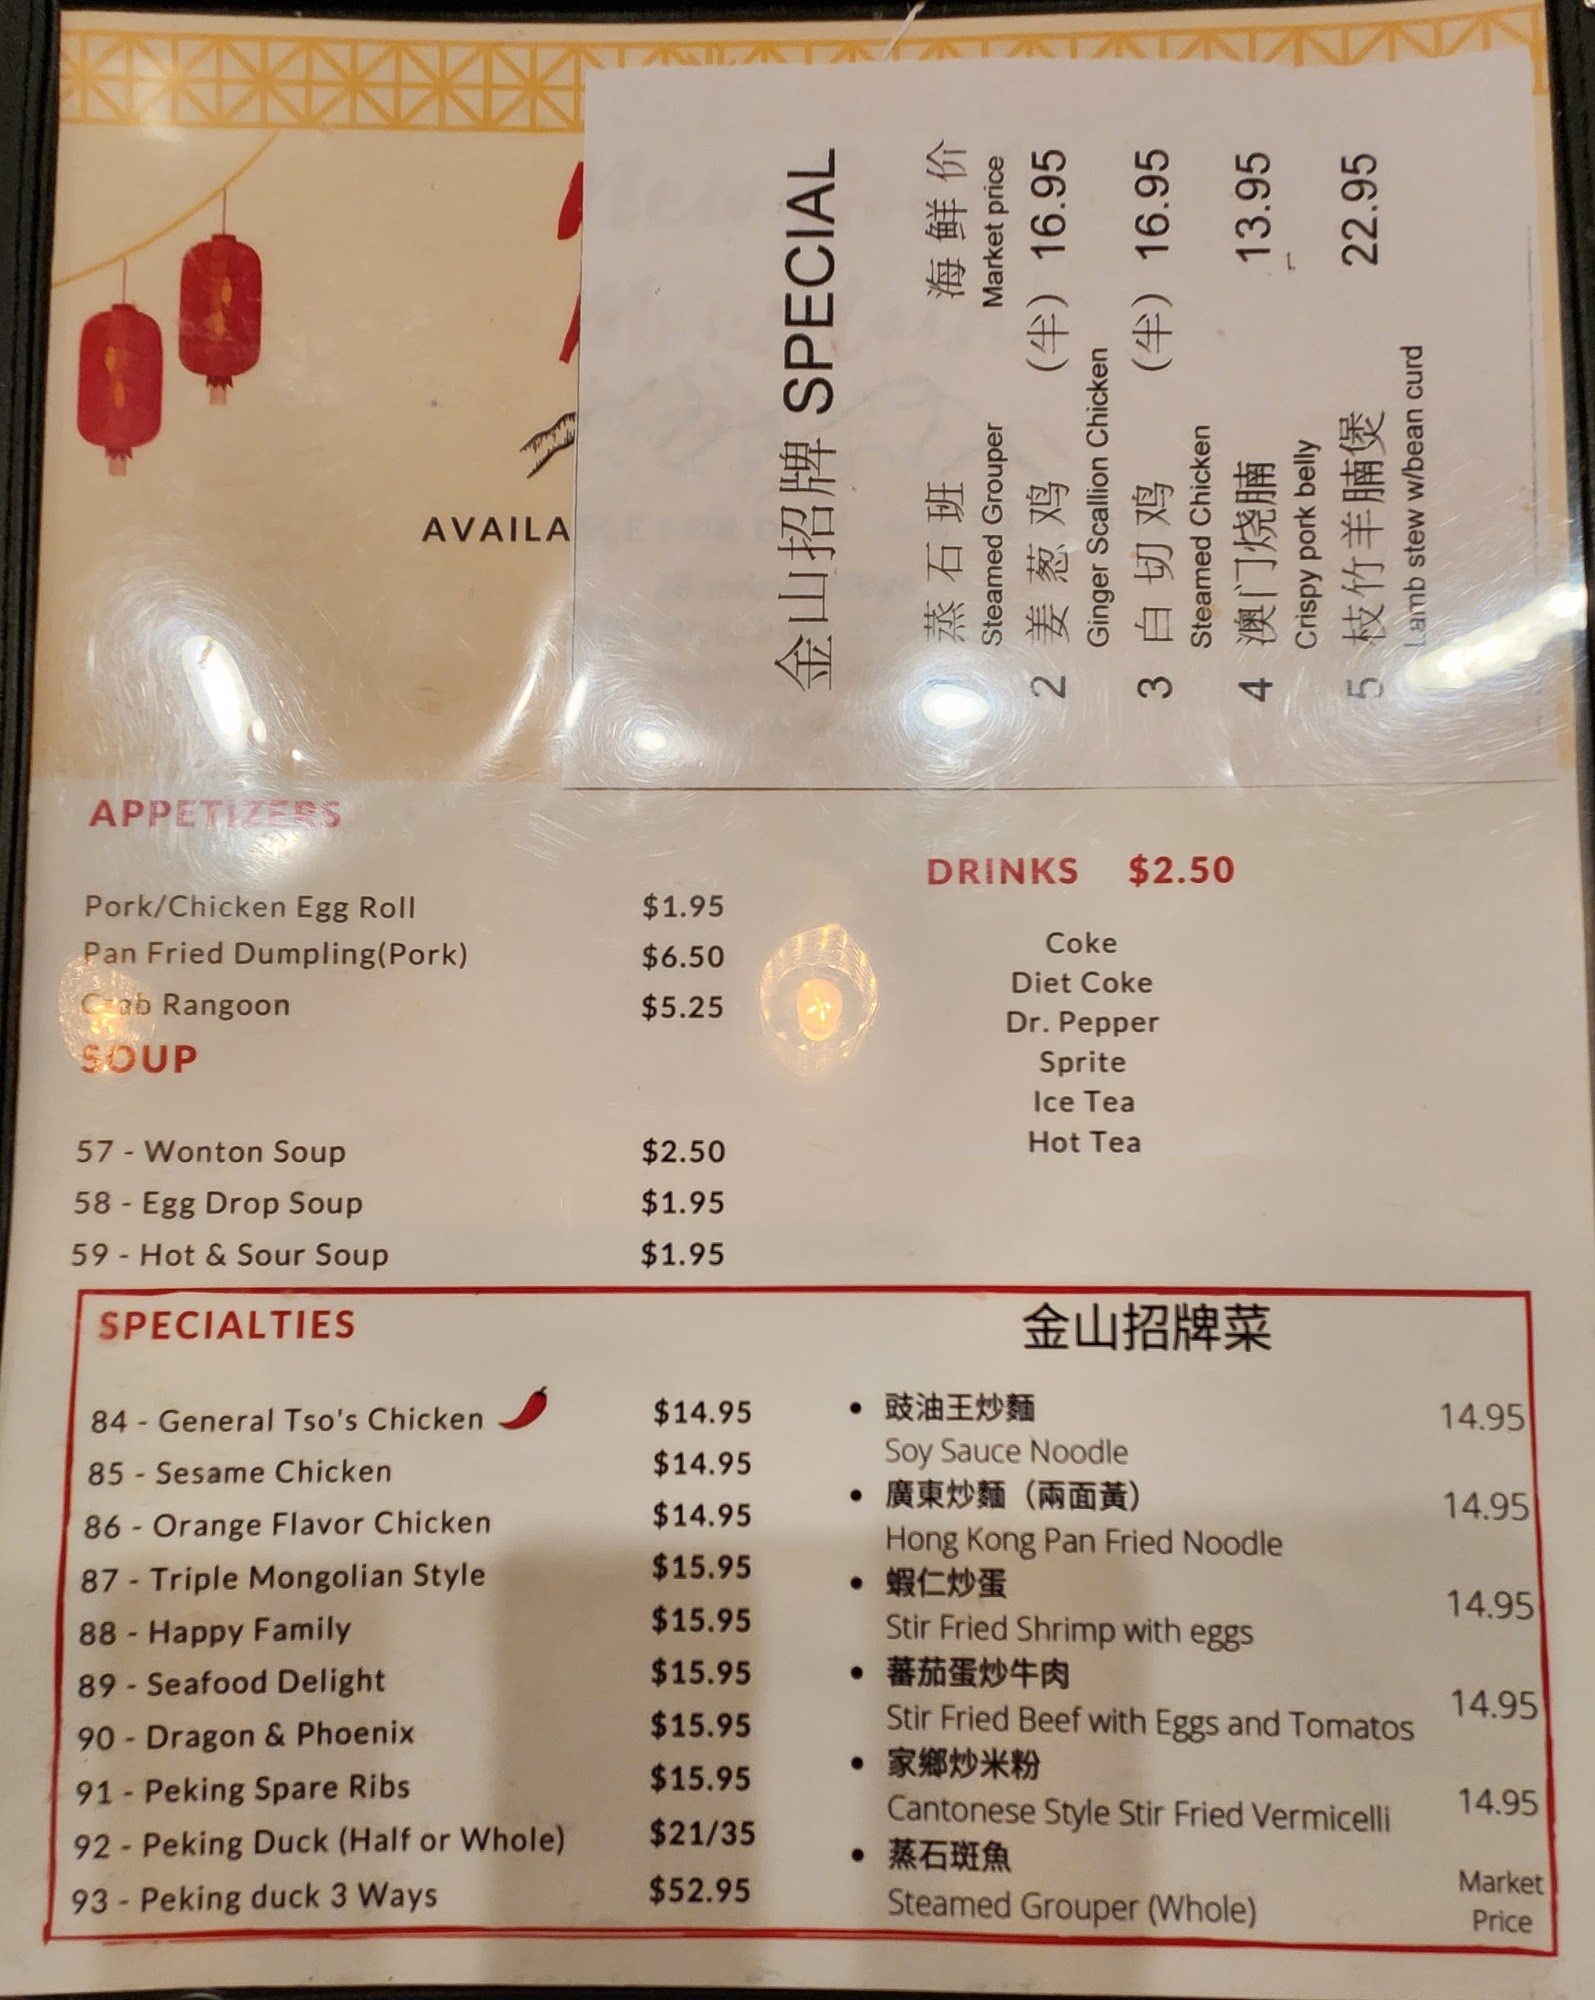 金山招牌 SPECIAL
蒸石班 海鲜价
Steamed Grouper Market price
2 姜葱鸡 (半) 16.95
Ginger Scallion Chicken
3 白切鸡 (半) 16.95
Steamed Chicken
4 澳门烧腩 13.95
Crispy pork belly
5 枝竹羊腩煲 22.95
Lamb stew w/bean curd
AVAILA
APPETIZERS
Pork/Chicken Egg Roll $1.95
Pan Fried Dumpling(Pork) $6.50
Crab Rangoon $5.25
SOUP
57 - Wonton Soup $2.50
58 - Egg Drop Soup $1.95
59 - Hot & Sour Soup $1.95
DRINKS $2.50
Coke
Diet Coke
Dr. Pepper
Sprite
Ice Tea
Hot Tea
SPECIALTIES
84 - General Tso's Chicken $14.95
85 - Sesame Chicken $14.95
86 - Orange Flavor Chicken $14.95
87 - Triple Mongolian Style $15.95
88 - Happy Family $15.95
89 - Seafood Delight $15.95
90 - Dragon & Phoenix $15.95
91 - Peking Spare Ribs $15.95
92 - Peking Duck (Half or Whole) $21/35
93 - Peking duck 3 Ways $52.95
金山招牌菜
• 豉油王炒麵 14.95
Soy Sauce Noodle
• 廣東炒麵（兩面黃） 14.95
Hong Kong Pan Fried Noodle
• 蝦仁炒蛋 14.95
Stir Fried Shrimp with eggs
• 蕃茄蛋炒牛肉 14.95
Stir Fried Beef with Eggs and Tomatos
• 家鄉炒米粉 14.95
Cantonese Style Stir Fried Vermicelli
• 蒸石斑魚 Market Price
Steamed Grouper (Whole)